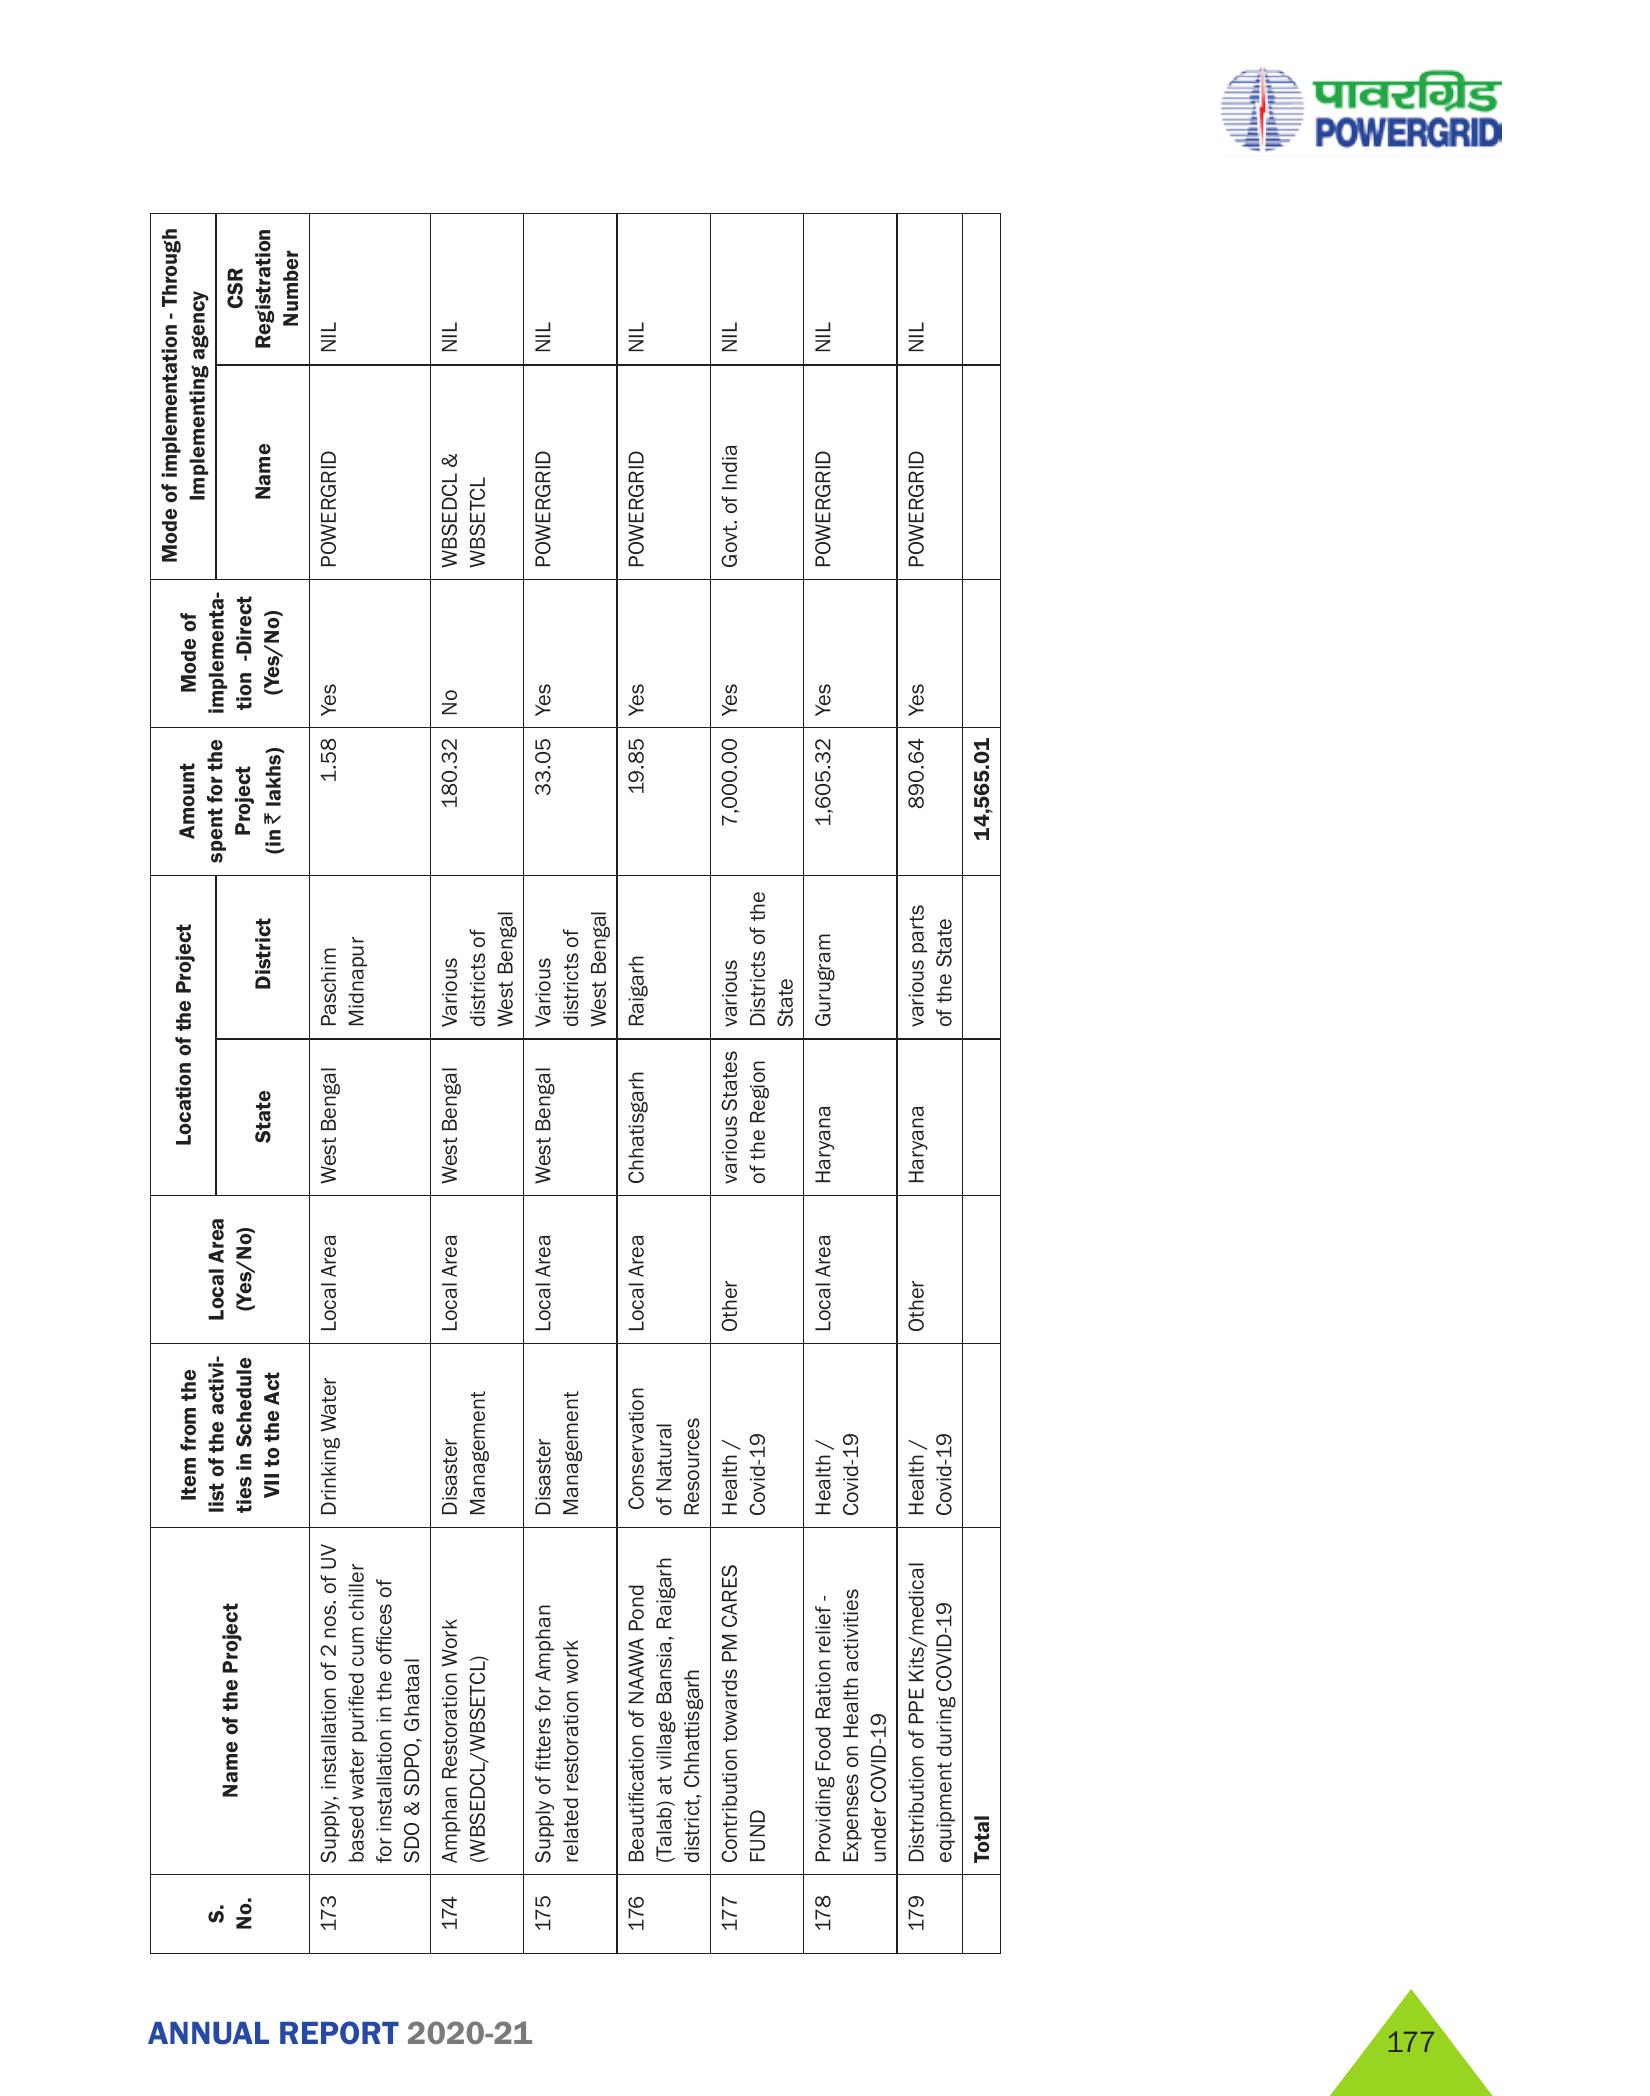 पावरग्रिड
POWERGRID
S.
No.
Name of the Project
Item from the
list of the activi-
ties in Schedule
VII to the Act
Local Area
(Yes/No)
Location of the Project
State
District
Amount
spent for the
Project
(in ₹ lakhs)
Mode of
implementa-
tion -Direct
(Yes/No)
Mode of implementation - Through
Implementing agency
Name
CSR
Registration
Number
173
Supply, installation of 2 nos. of UV
based water purified cum chiller
for installation in the offices of
SDO & SDPO, Ghataal
Drinking Water
Local Area
West Bengal
Paschim
Midnapur
1.58
Yes
POWERGRID
NIL
174
Amphan Restoration Work
(WBSEDCL/WBSETCL)
Disaster
Management
Local Area
West Bengal
Various
districts of
West Bengal
180.32
No
WBSEDCL &
WBSETCL
NIL
175
Supply of fitters for Amphan
related restoration work
Disaster
Management
Local Area
West Bengal
Various
districts of
West Bengal
33.05
Yes
POWERGRID
NIL
176
Beautification of NAAWA Pond
(Talab) at village Bansia, Raigarh
district, Chhattisgarh
Conservation
of Natural
Resources
Local Area
Chhatisgarh
Raigarh
19.85
Yes
POWERGRID
NIL
177
Contribution towards PM CARES
FUND
Health /
Covid-19
Other
various States
of the Region
various
Districts of the
State
7,000.00
Yes
Govt. of India
NIL
178
Providing Food Ration relief -
Expenses on Health activities
under COVID-19
Health /
Covid-19
Local Area
Haryana
Gurugram
1,605.32
Yes
POWERGRID
NIL
179
Distribution of PPE Kits/medical
equipment during COVID-19
Health /
Covid-19
Other
Haryana
various parts
of the State
890.64
Yes
POWERGRID
NIL
Total
14,565.01
ANNUAL REPORT 2020-21
177